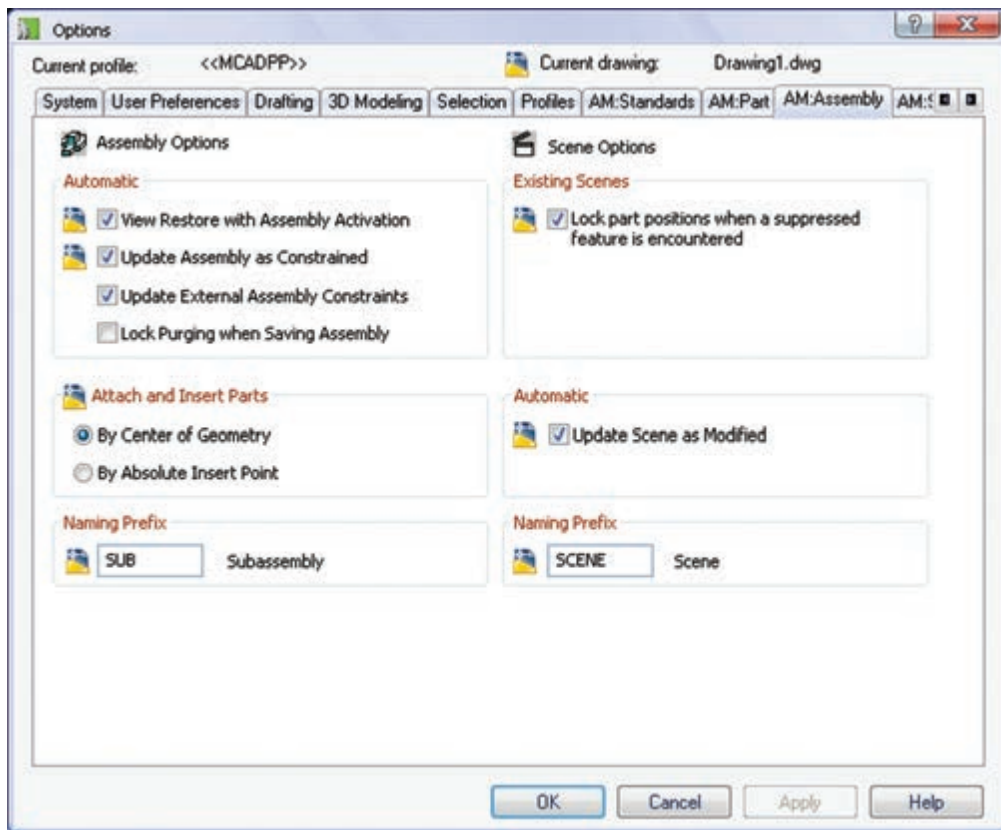 Options
Current profile: <<MCADPP>> Current drawing: Drawing1.dwg
System User Preferences Drafting 3D Modeling Selection Profiles AM:Standards AM:Part AM:Assembly AM:S
Assembly Options
Automatic
View Restore with Assembly Activation
Update Assembly as Constrained
Update External Assembly Constraints
Lock Purging when Saving Assembly
Attach and Insert Parts
By Center of Geometry
By Absolute Insert Point
Naming Prefix
SUB Subassembly
Scene Options
Existing Scenes
Lock part positions when a suppressed
feature is encountered
Automatic
Update Scene as Modified
Naming Prefix
SCENE Scene
OK Cancel Apply Help